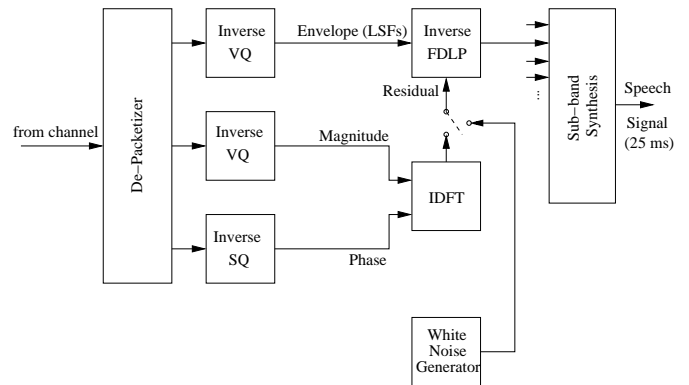 from channel
De-Packetizer
Inverse
VQ
Envelope (LSFs)
Inverse
FDLP
Residual
Inverse
VQ
Magnitude
IDFT
Inverse
SQ
Phase
White
Noise
Generator
...
Sub-band
Synthesis
Speech
Signal
(25 ms)